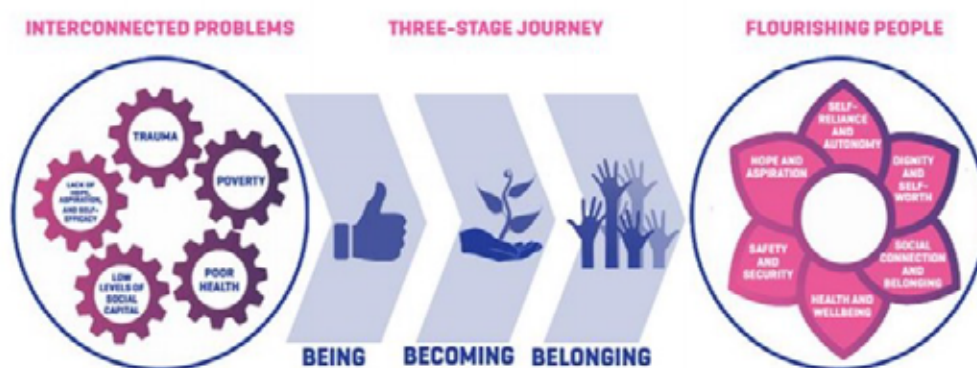 INTERCONNECTED PROBLEMS
THREE-STAGE JOURNEY
FLOURISHING PEOPLE
TRAUMA
POVERTY
POOR
HEALTH
LOW
LEVELS OF
SOCIAL
CAPITAL
LACK OF
HOPE,
ASPIRATION,
AND SELF-
EFFICACY
BEING
BECOMING
BELONGING
SELF-
RELIANCE
AND
AUTONOMY
DIGNITY
AND
SELF-
WORTH
SOCIAL
CONNECTION
AND
BELONGING
HEALTH AND
WELLBEING
SAFETY
AND
SECURITY
HOPE AND
ASPIRATION